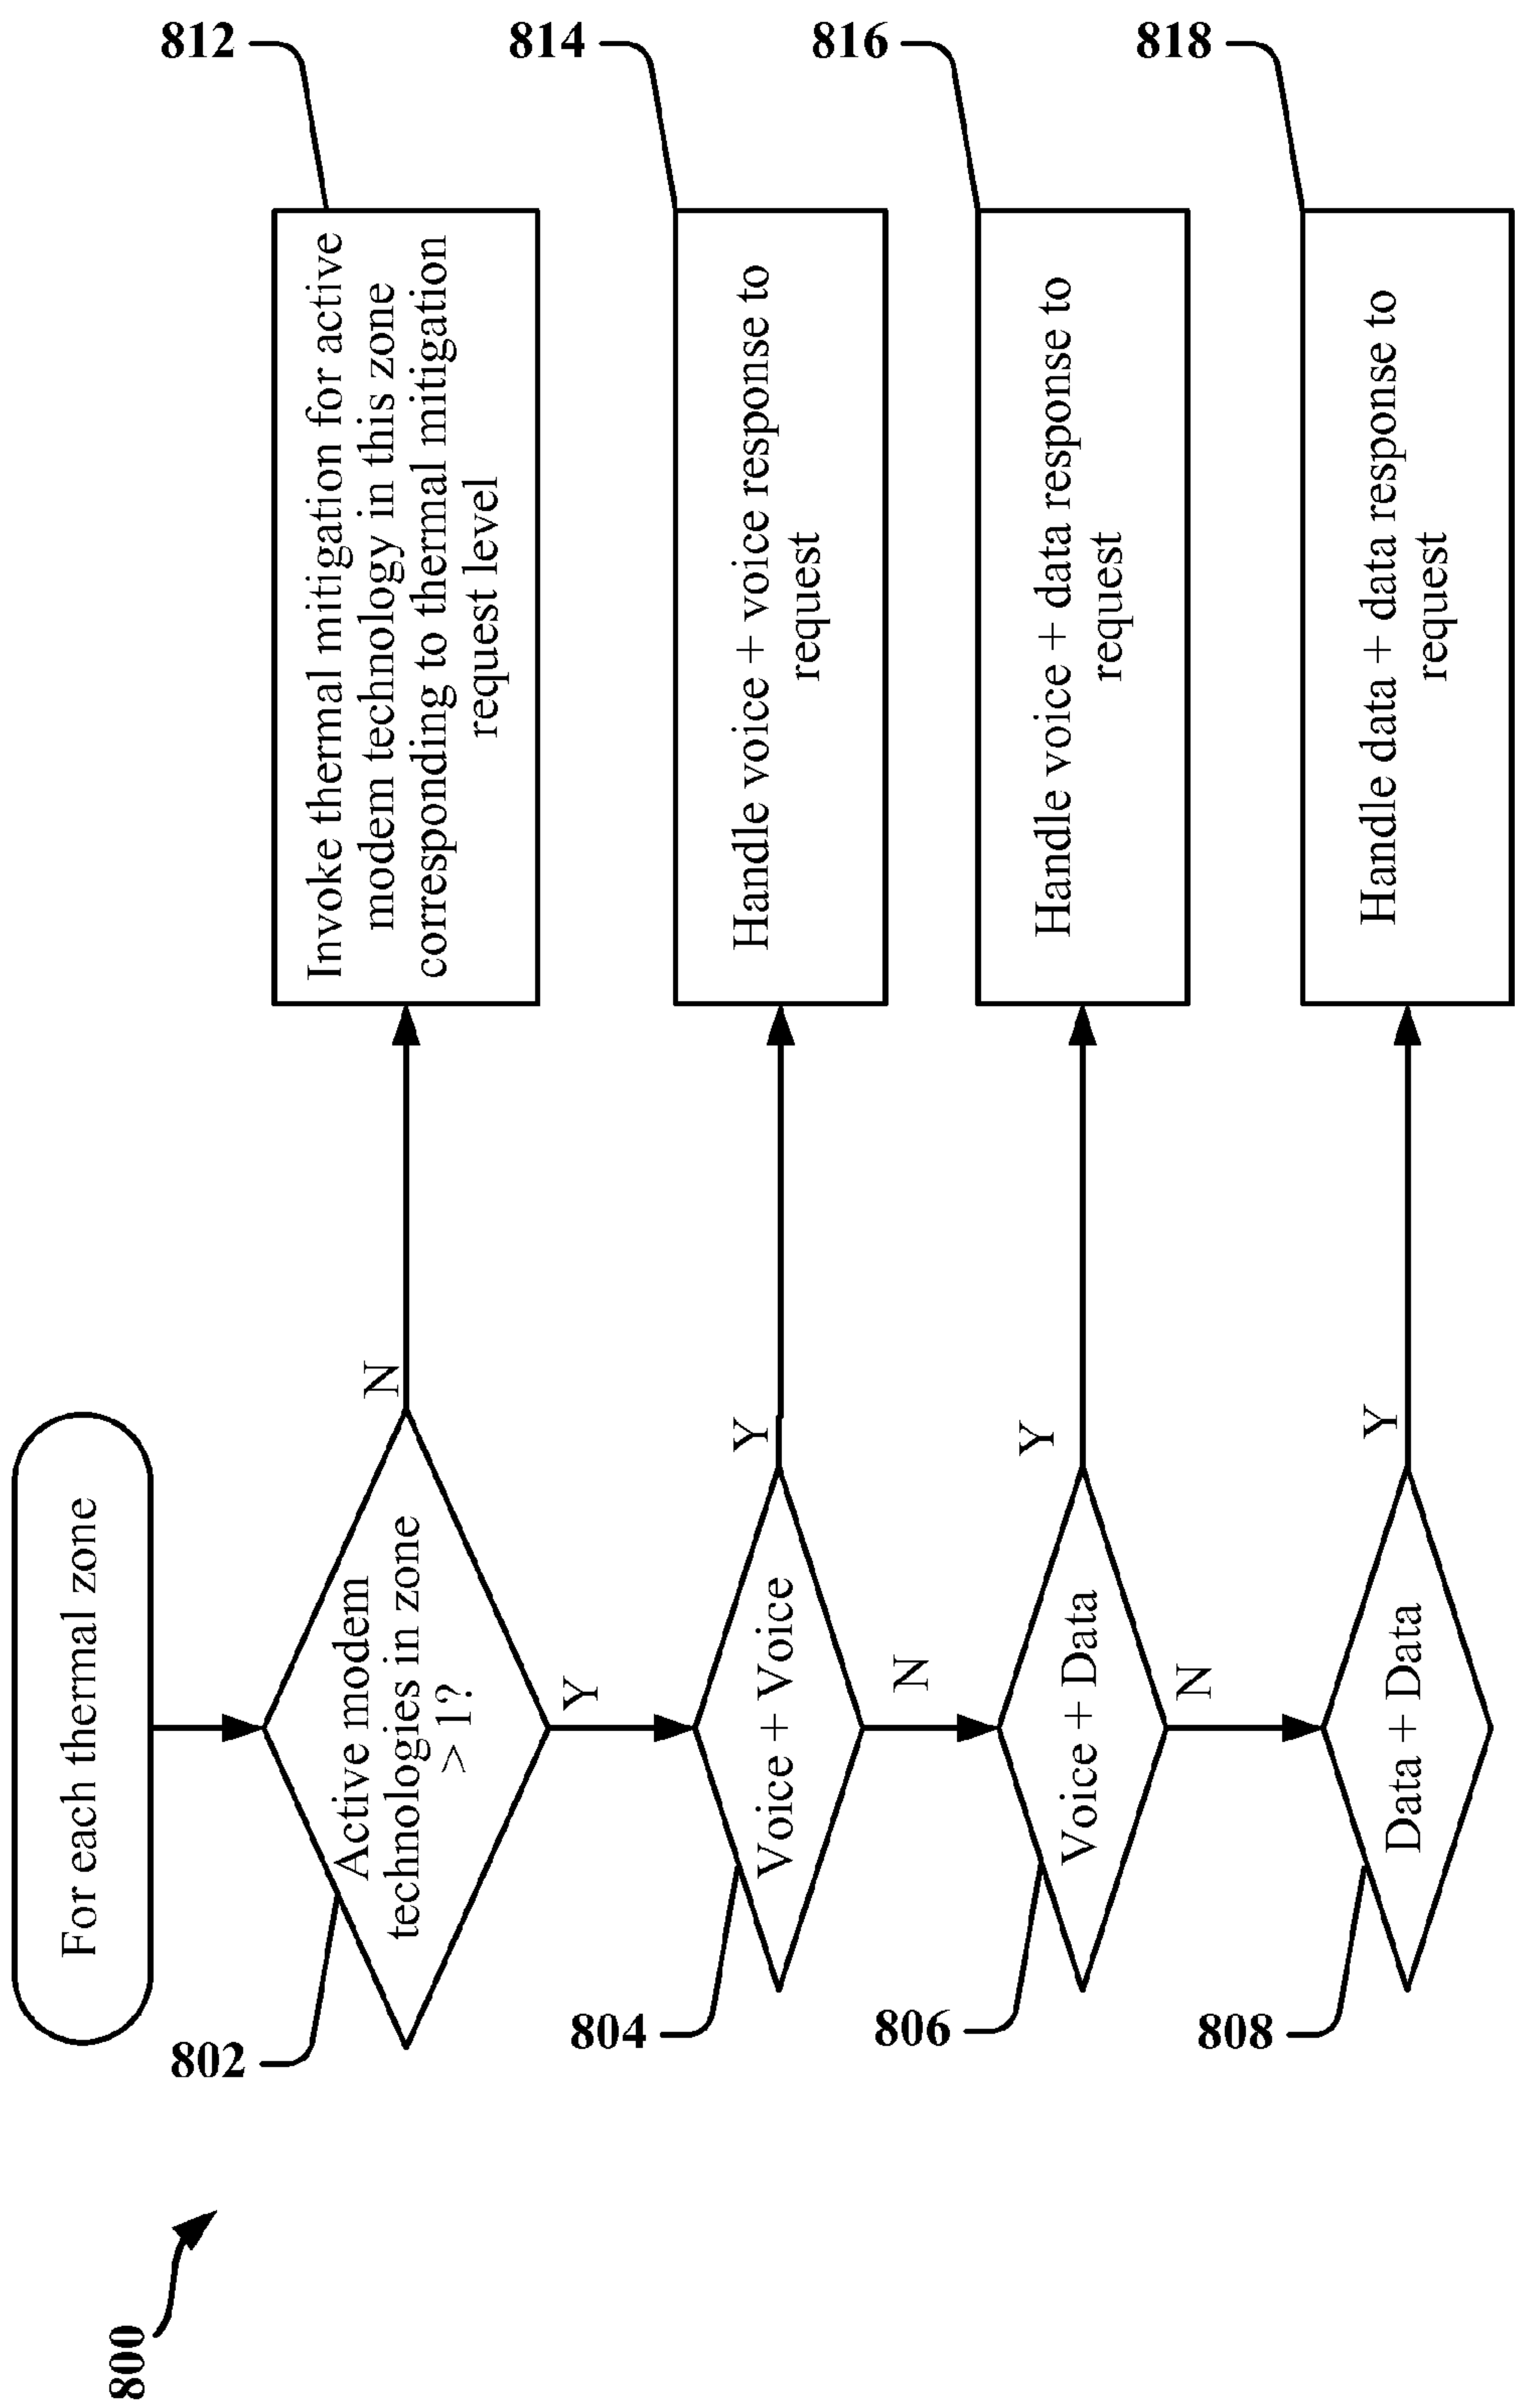 800
For each thermal zone
802
Active modem
technologies in zone
> 1?
N
Y
812
Invoke thermal mitigation for active
modem technology in this zone
corresponding to thermal mitigation
request level
804
Voice + Voice
Y
N
814
Handle voice + voice response to
request
806
Voice + Data
Y
N
816
Handle voice + data response to
request
808
Data + Data
Y
818
Handle data + data response to
request